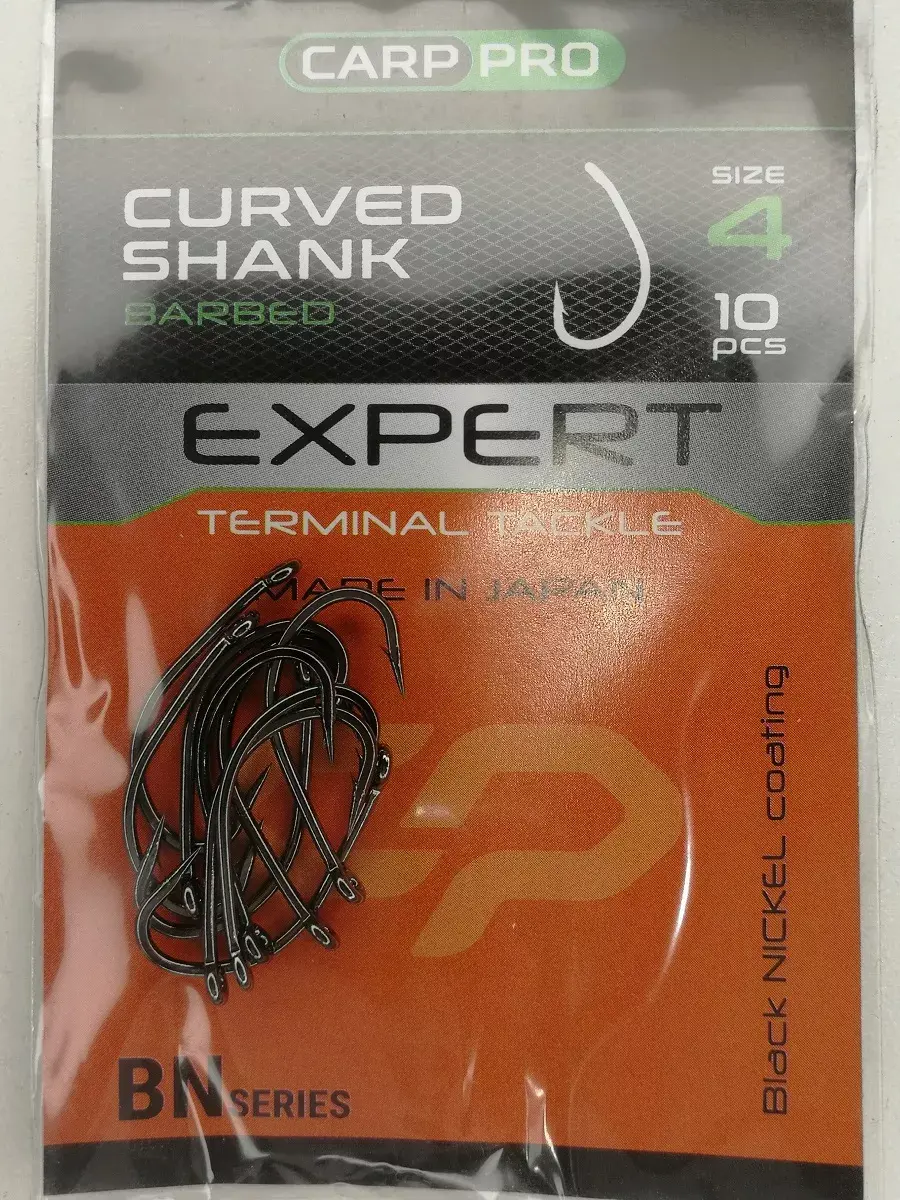 CARP PRO
CURVED
SHANK
BARBED
SIZE
4
10
pcs
EXPERT
TERMINAL TACKLE
MADE IN JAPAN
Black NICKEL coating
BN SERIES